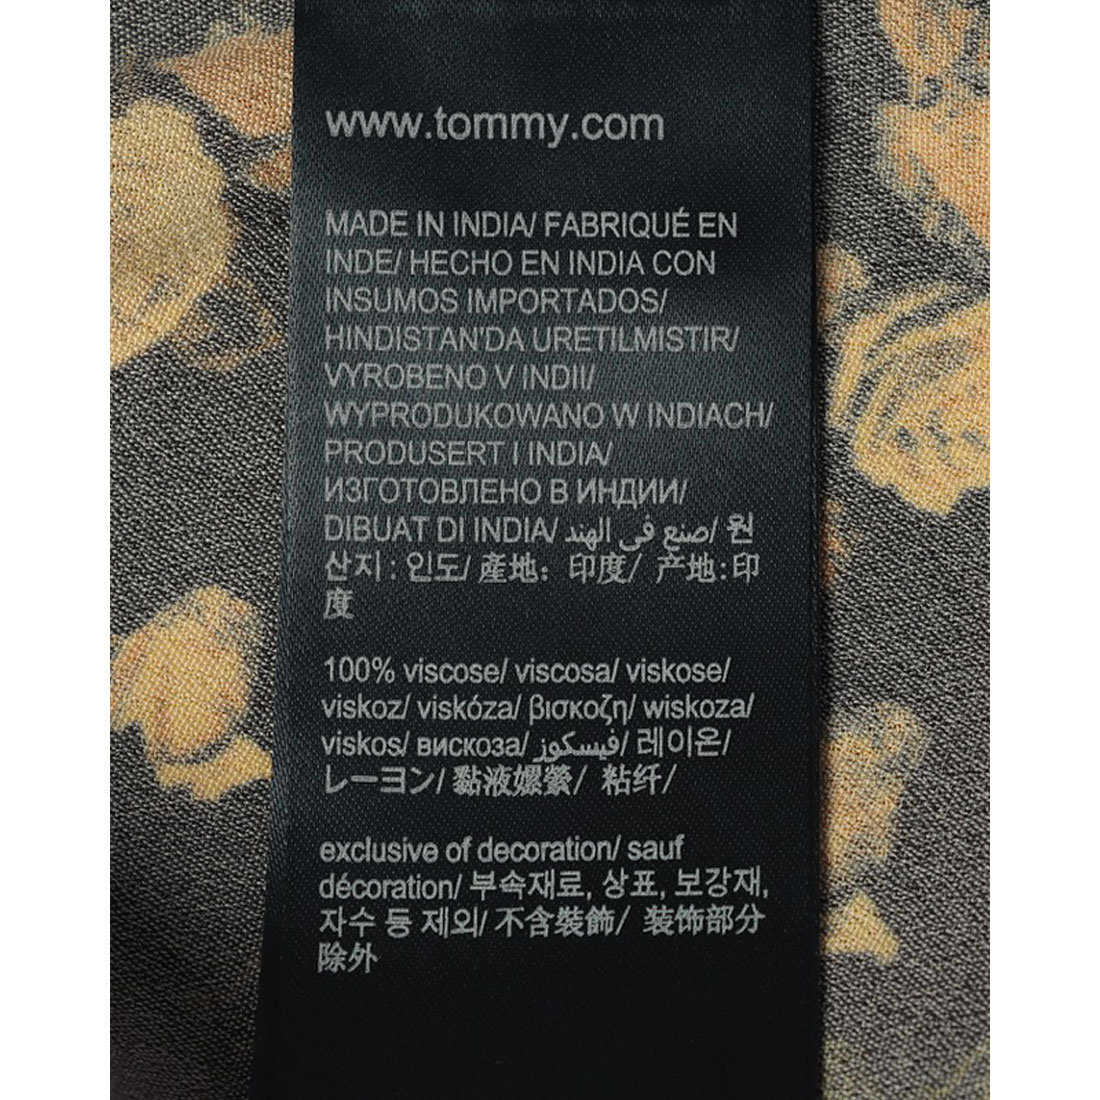 www.tommy.com
MADE IN INDIA/ FABRIQUÉ EN
INDE/ HECHO EN INDIA CON
INSUMOS IMPORTADOS/
HINDISTAN'DA URETILMISTIR/
VYROBENO V INDII/
WYPRODUKOWANO W INDIACH/
PRODUSERT I INDIA/
ИЗГОТОВЛЕНО В ИНДИИ/
DIBUAT DI INDIA/ صنع في الهند/ 원
산지: 인도/ 產地: 印度/ 产地:印
度
100% viscose/ viscosa/ viskose/
viskoz/ viskóza/ βισκοζη/ wiskoza/
viskos/ вискоза/ فيسكوز/ 레이온/
レーヨン/ 黏液嫘縈/ 粘纤/
exclusive of decoration/ sauf
décoration/ 부속재료, 상표, 보강재,
자수 등 제외/ 不含裝飾/ 装饰部分
除外